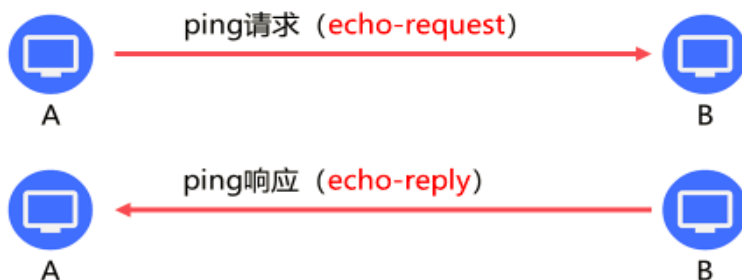 ping请求（echo-request）
A
B
ping响应（echo-reply）
A
B